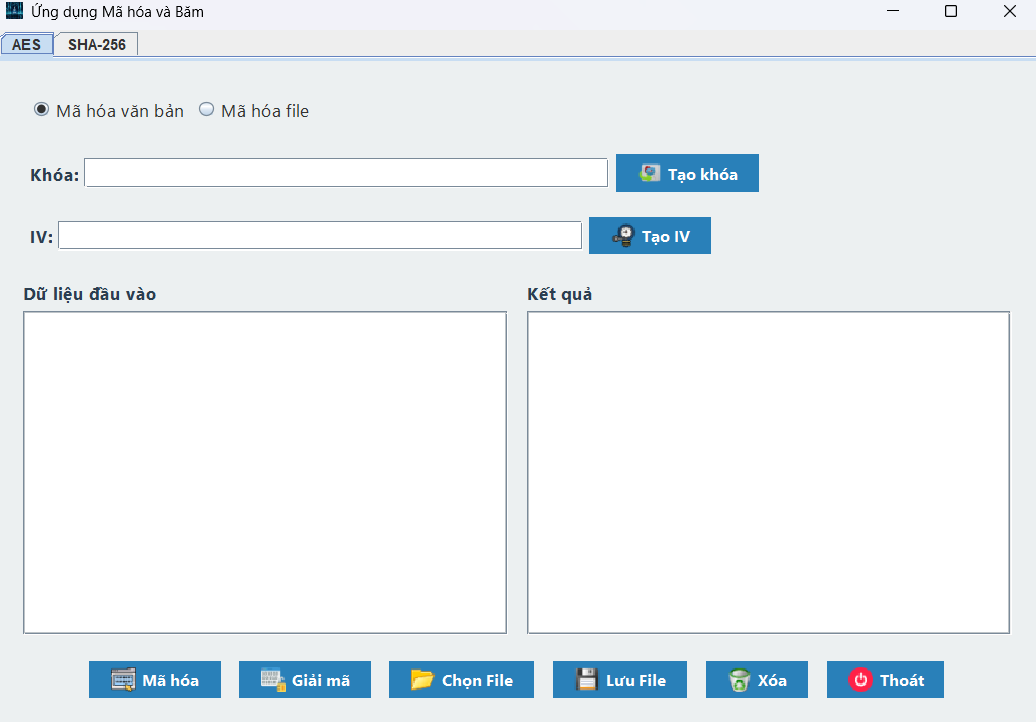 Ứng dụng Mã hóa và Băm
AES SHA-256
Mã hóa văn bản Mã hóa file
Khóa: Tạo khóa
IV: Tạo IV
Dữ liệu đầu vào Kết quả
Mã hóa Giải mã Chọn File Lưu File Xóa Thoát